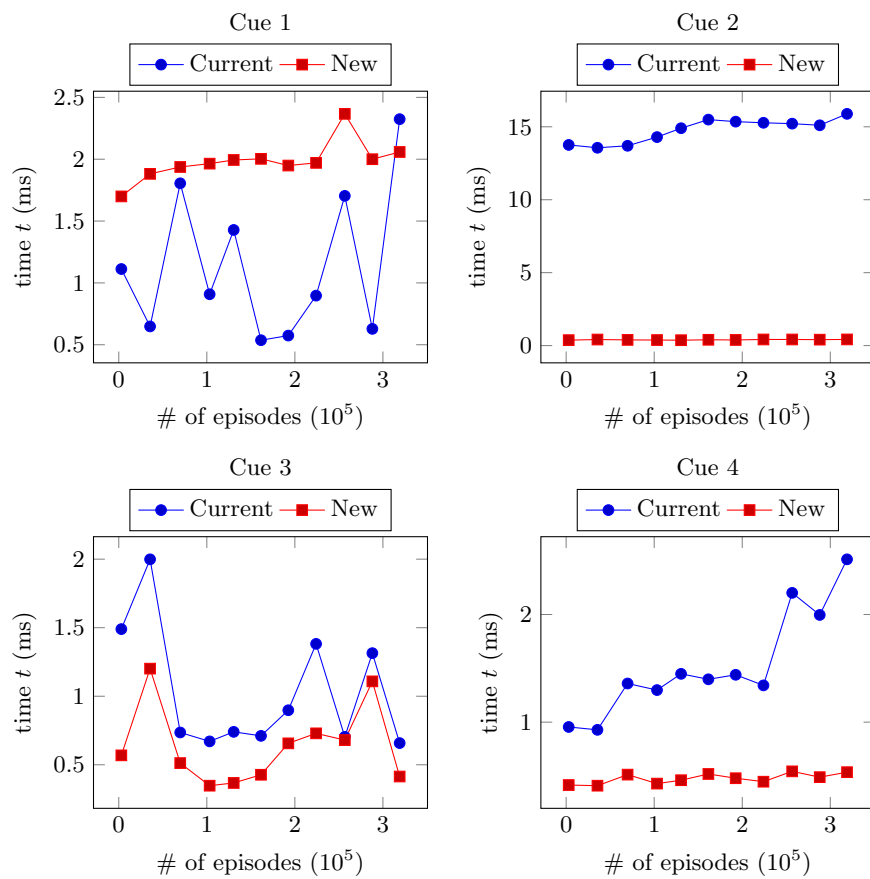 Cue 1
Current New
2.5
2
1.5
1
0.5
0 1 2 3
time t (ms)
# of episodes (10^5)
Cue 2
Current New
15
10
5
0
0 1 2 3
time t (ms)
# of episodes (10^5)
Cue 3
Current New
2
1.5
1
0.5
0 1 2 3
time t (ms)
# of episodes (10^5)
Cue 4
Current New
2
1
0 1 2 3
time t (ms)
# of episodes (10^5)